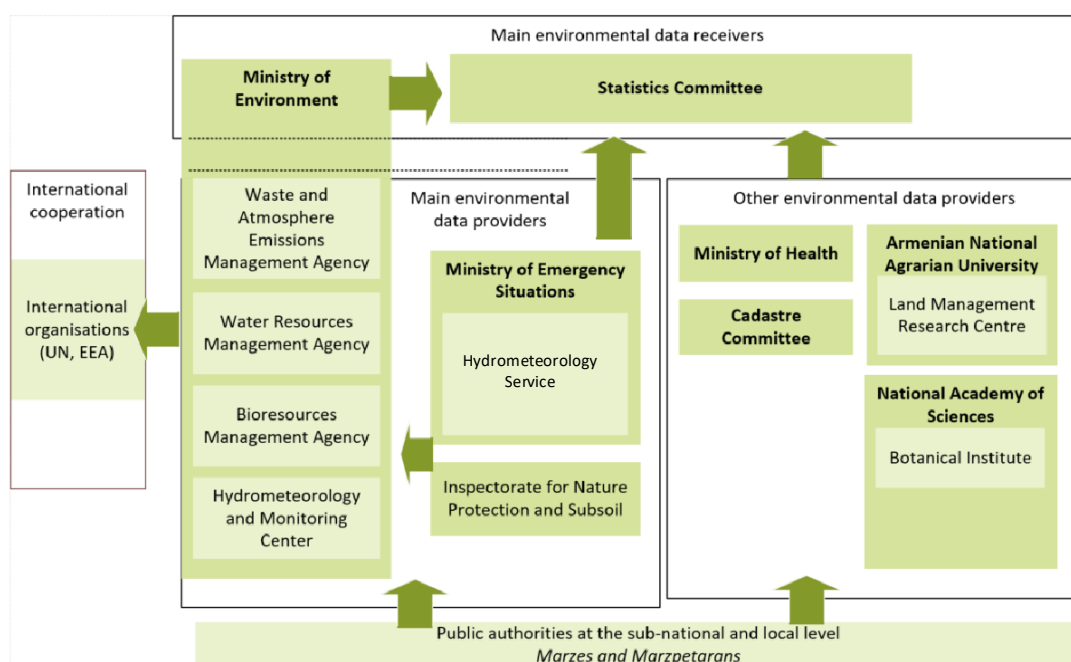 Main environmental data receivers
Ministry of
Environment
Statistics Committee
International
cooperation
International
organisations
(UN, EEA)
Waste and
Atmosphere
Emissions
Management Agency
Water Resources
Management Agency
Bioresources
Management Agency
Hydrometeorology
and Monitoring
Center
Main environmental
data providers
Ministry of Emergency
Situations
Hydrometeorology
Service
Inspectorate for Nature
Protection and Subsoil
Other environmental data providers
Ministry of Health
Cadastre
Committee
Armenian National
Agrarian University
Land Management
Research Centre
National Academy of
Sciences
Botanical Institute
Public authorities at the sub-national and local level
Marzes and Marzpetarans